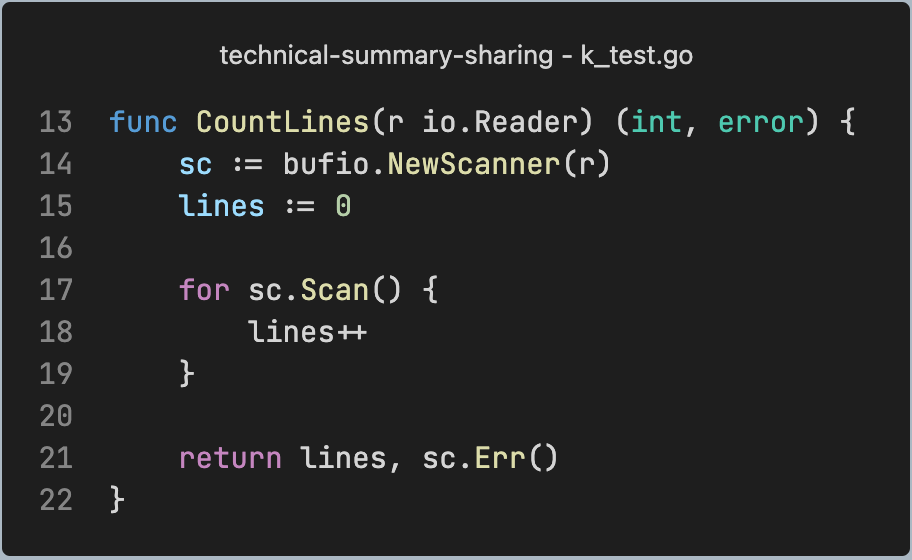 technical-summary-sharing - k_test.go
13 func CountLines(r io.Reader) (int, error) {
14     sc := bufio.NewScanner(r)
15     lines := 0
16
17     for sc.Scan() {
18         lines++
19     }
20
21     return lines, sc.Err()
22 }